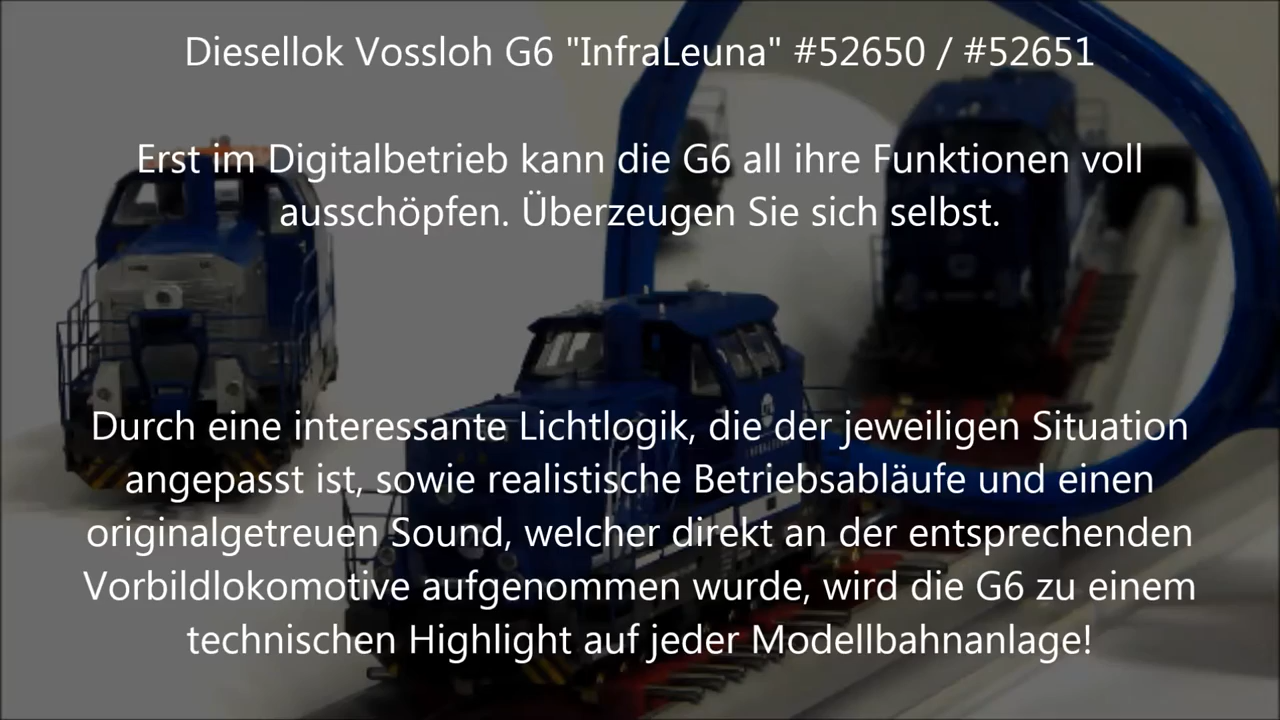 Diesellok Vossloh G6 "InfraLeuna" #52650 / #52651
Erst im Digitalbetrieb kann die G6 all ihre Funktionen voll
ausschöpfen. Überzeugen Sie sich selbst.
Durch eine interessante Lichtlogik, die der jeweiligen Situation
angepasst ist, sowie realistische Betriebsabläufe und einen
originalgetreuen Sound, welcher direkt an der entsprechenden
Vorbildlokomotive aufgenommen wurde, wird die G6 zu einem
technischen Highlight auf jeder Modellbahnanlage!